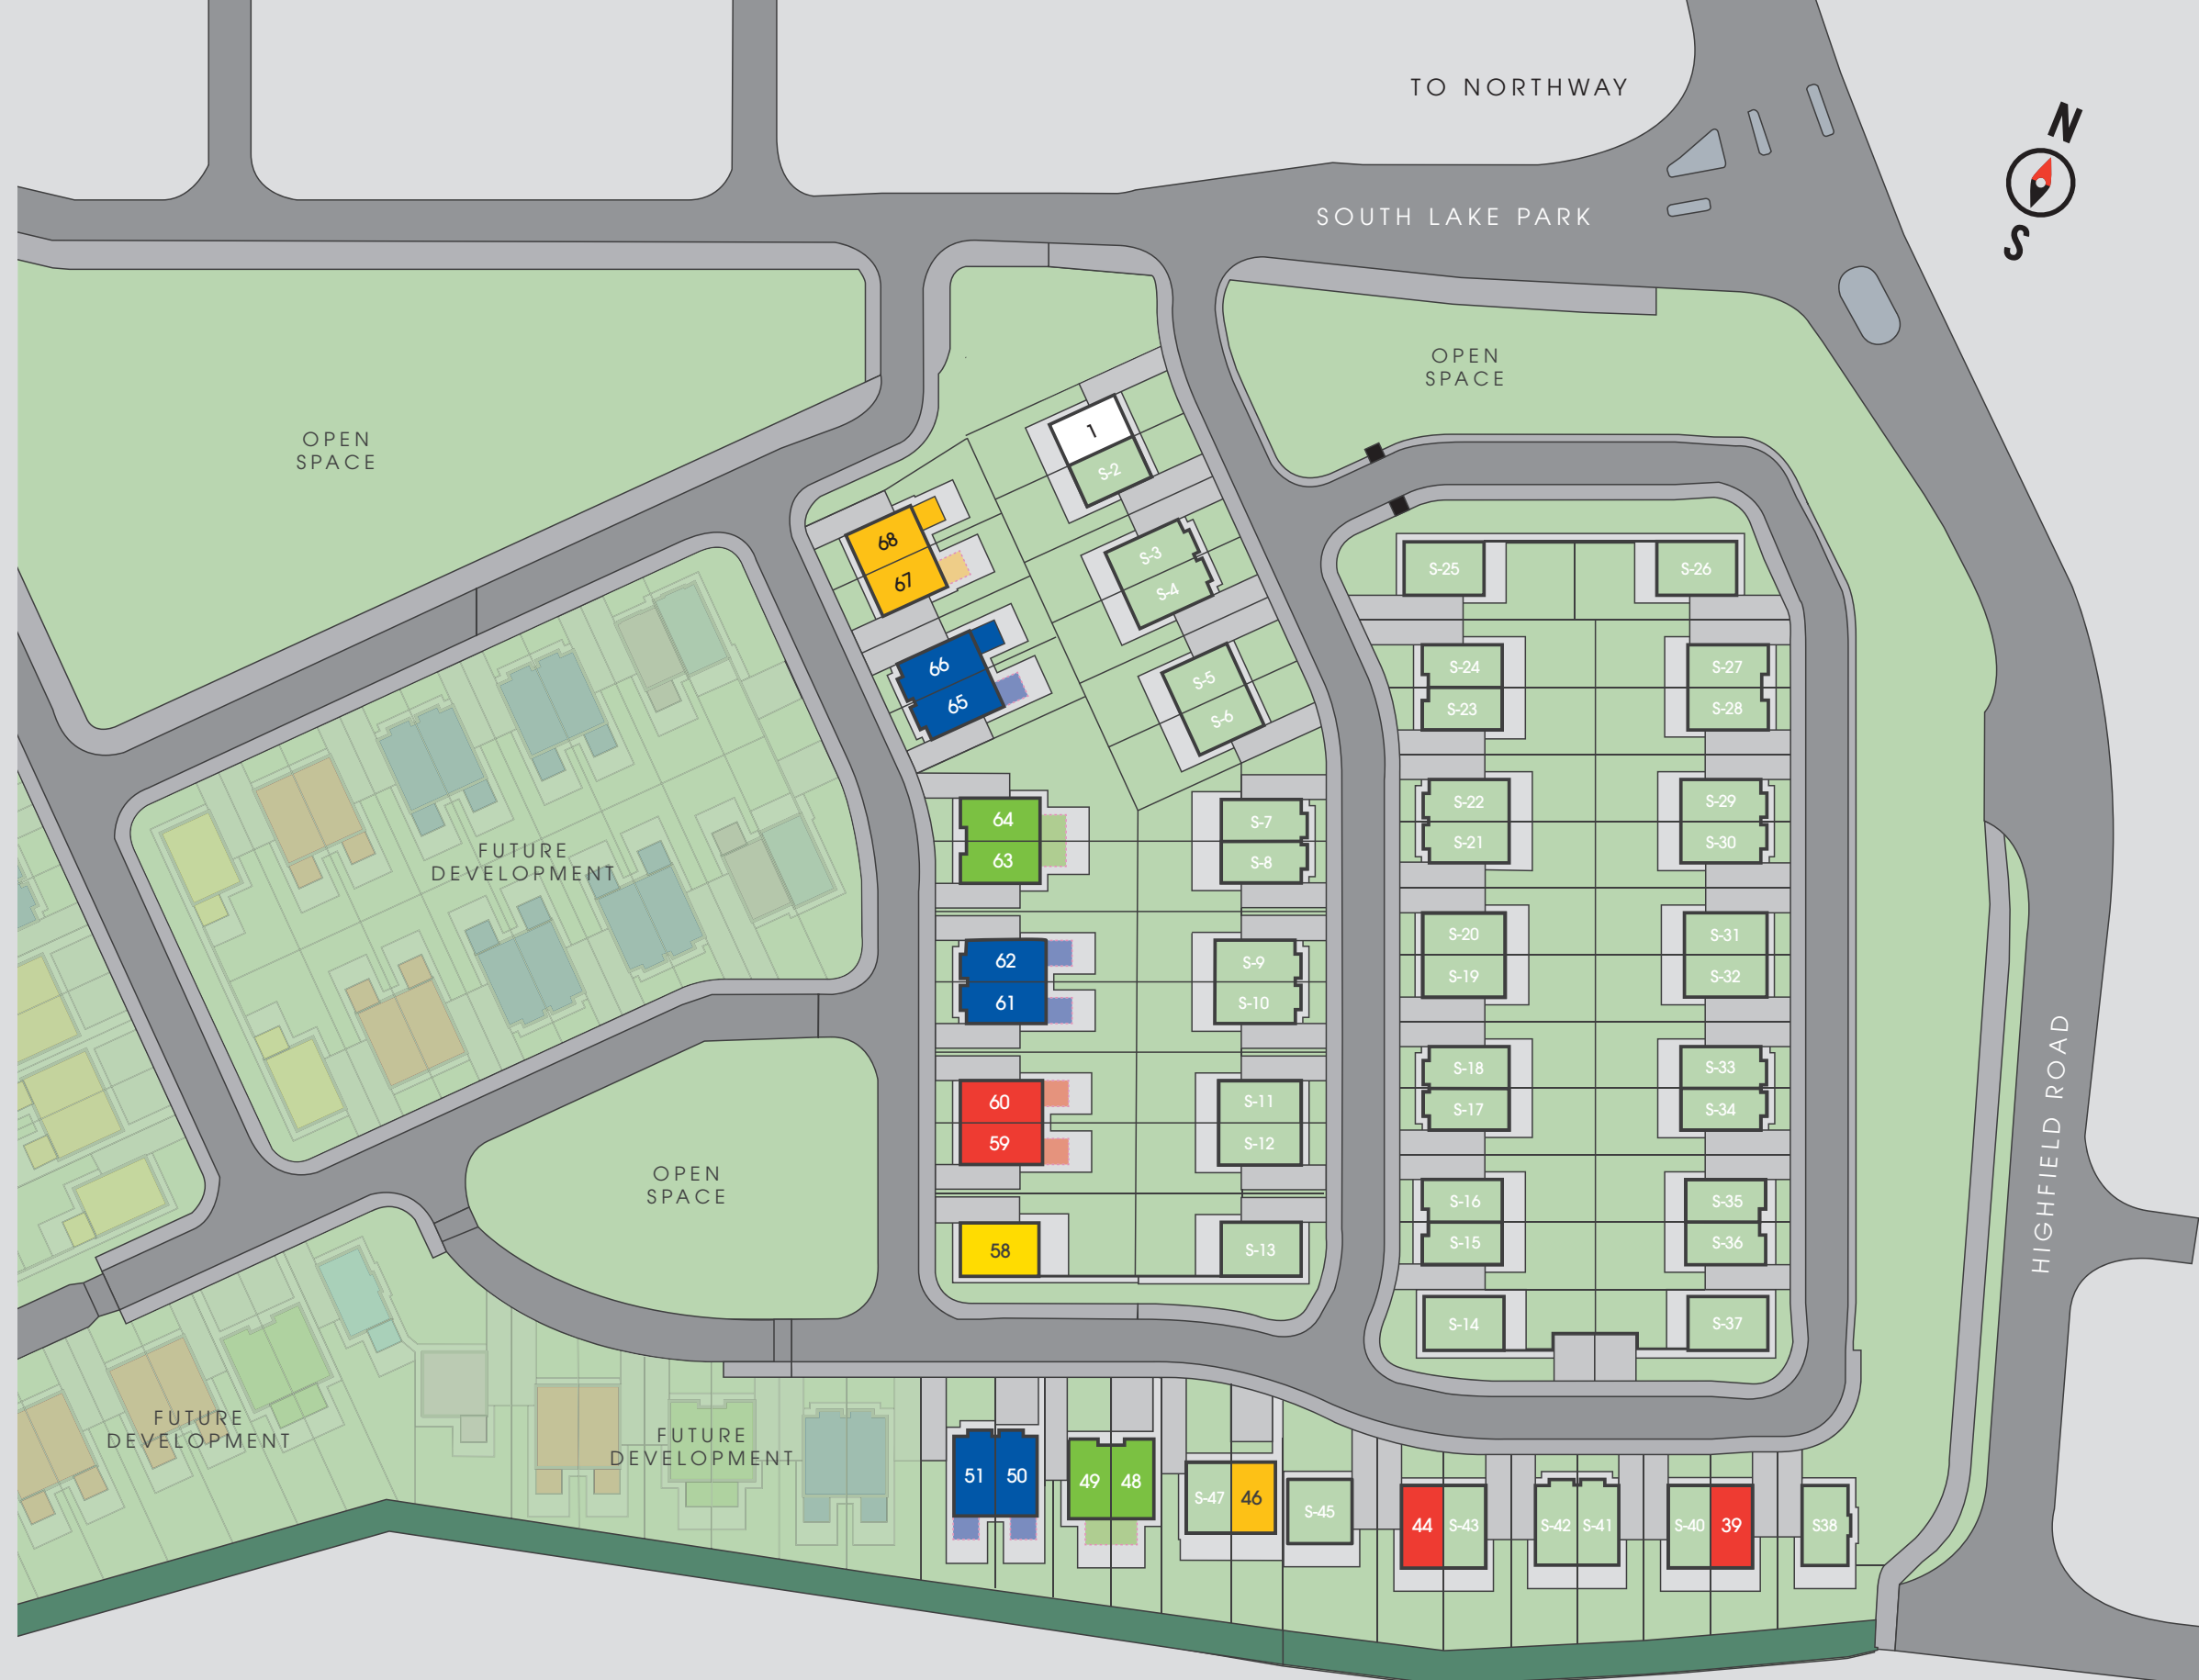 TO NORTHWAY
N
S
SOUTH LAKE PARK
OPEN
SPACE
OPEN
SPACE
1
S-2
68
67
S-3
S-4
66
65
S-5
S-6
S-25
S-26
S-24
S-23
S-27
S-28
64
63
S-7
S-8
S-22
S-21
S-29
S-30
FUTURE
DEVELOPMENT
62
61
S-9
S-10
S-20
S-19
S-31
S-32
60
59
S-11
S-12
S-18
S-17
S-33
S-34
HIGHFIELD ROAD
OPEN
SPACE
58
S-13
S-16
S-15
S-35
S-36
S-14
S-37
FUTURE
DEVELOPMENT
FUTURE
DEVELOPMENT
51
50
49
48
S-47
46
S-45
44
S-43
S-42
S-41
S-40
39
S38